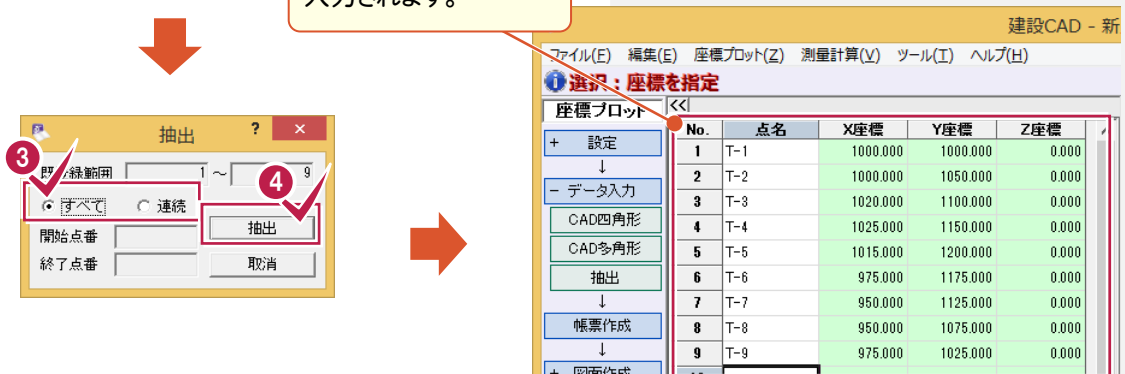 入力されます。
建設CAD - 新
ファイル(F) 編集(E) 座標プロット(Z) 測量計算(V) ツール(T) ヘルプ(H)
選択：座標を指定
座標プロット <<
No. 点名 X座標 Y座標 Z座標
1 T-1 1000.000 1000.000 0.000
2 T-2 1000.000 1050.000 0.000
3 T-3 1020.000 1100.000 0.000
4 T-4 1025.000 1150.000 0.000
5 T-5 1015.000 1200.000 0.000
6 T-6 975.000 1175.000 0.000
7 T-7 950.000 1125.000 0.000
8 T-8 950.000 1075.000 0.000
9 T-9 975.000 1025.000 0.000
+ 設定
↓
- データ入力
CAD四角形
CAD多角形
抽出
↓
帳票作成
↓
+ 図面作成
抽出 ? ×
3
録範囲 1 ～ 9
4
すべて 連続
抽出
開始点番
終了点番 取消